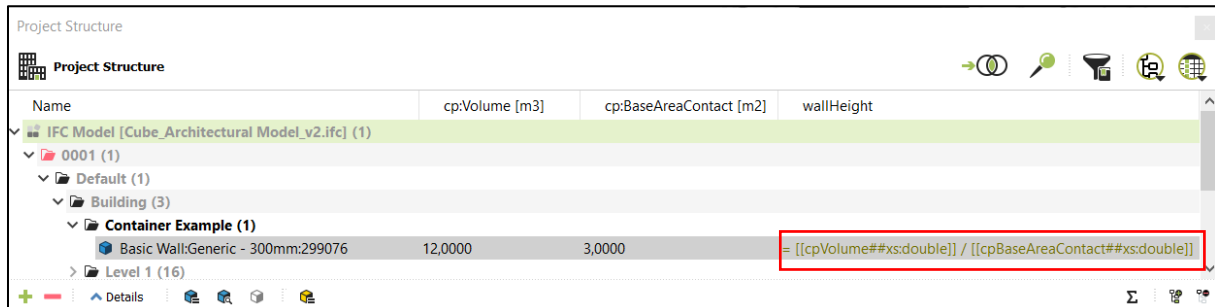 Project Structure
Project Structure
Name cp:Volume [m3] cp:BaseAreaContact [m2] wallHeight
IFC Model [Cube_Architectural Model_v2.ifc] (1)
0001 (1)
Default (1)
Building (3)
Container Example (1)
Basic Wall:Generic - 300mm:299076 12,0000 3,0000 = [[cpVolume##xs:double]] / [[cpBaseAreaContact##xs:double]]
Level 1 (16)
Details Σ